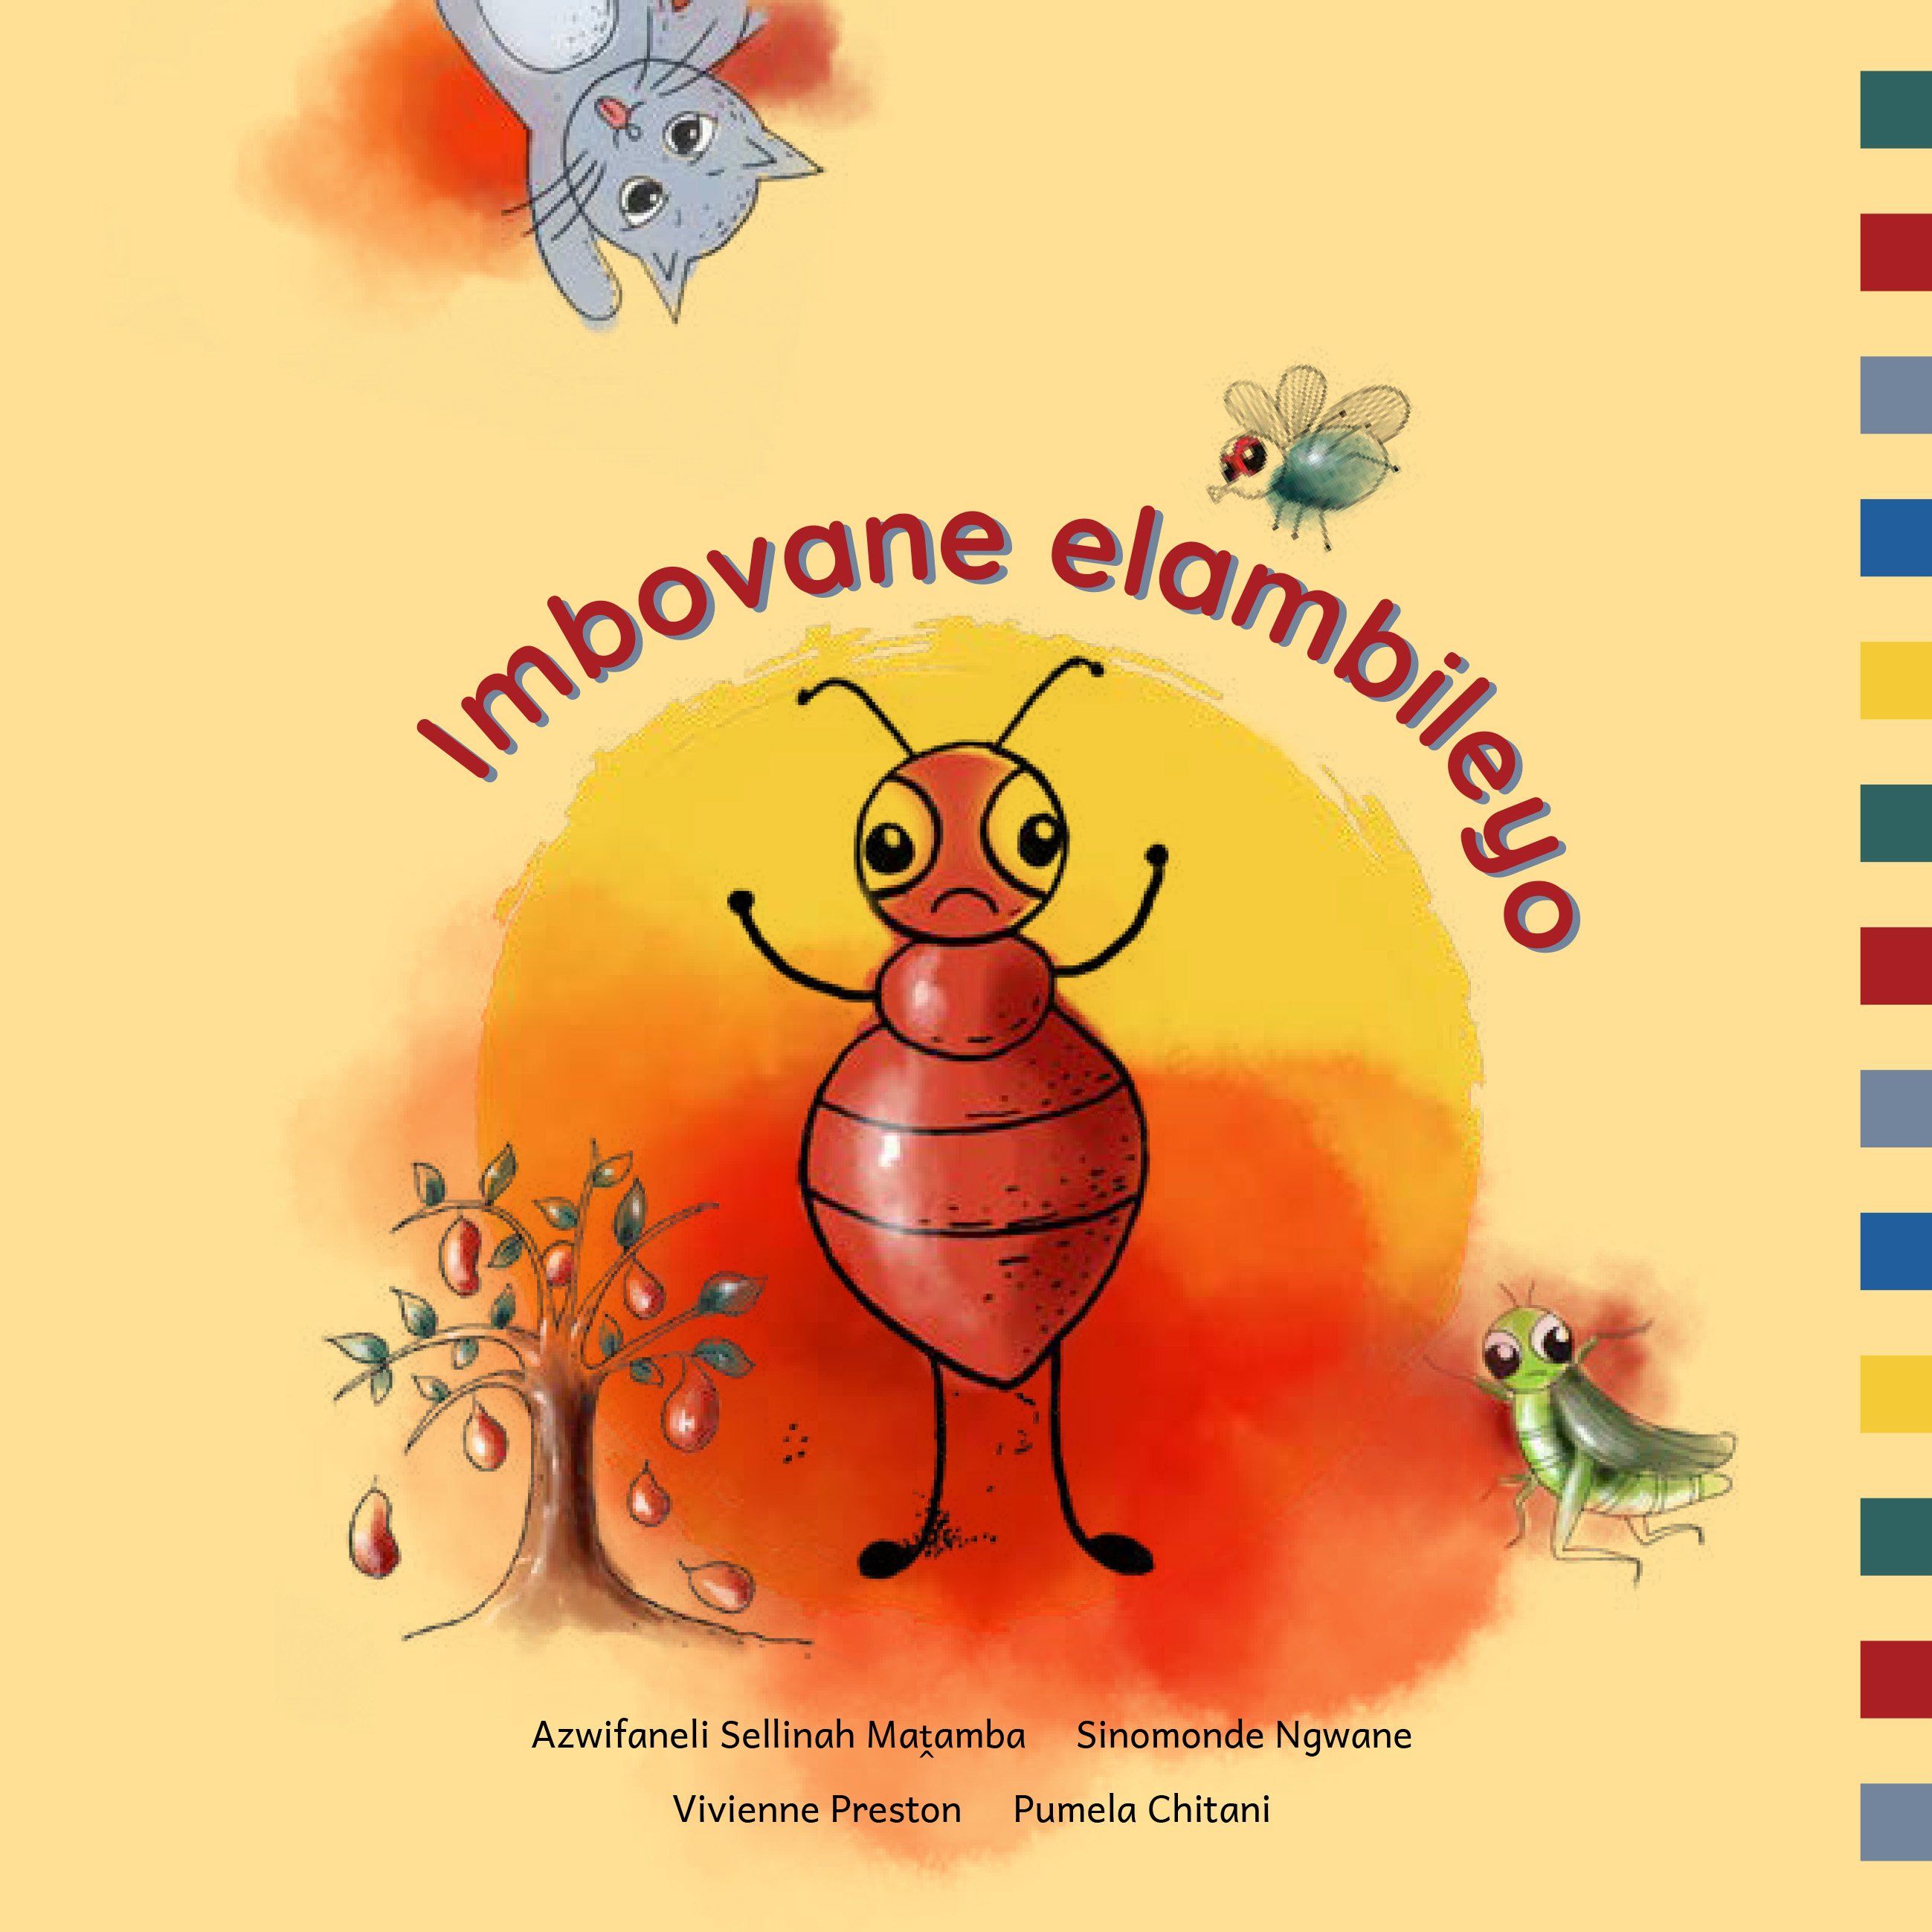 Imbovane elambileyo
Azwifaneli Sellinah Maṱamba Sinomonde Ngwane
Vivienne Preston Pumela Chitani